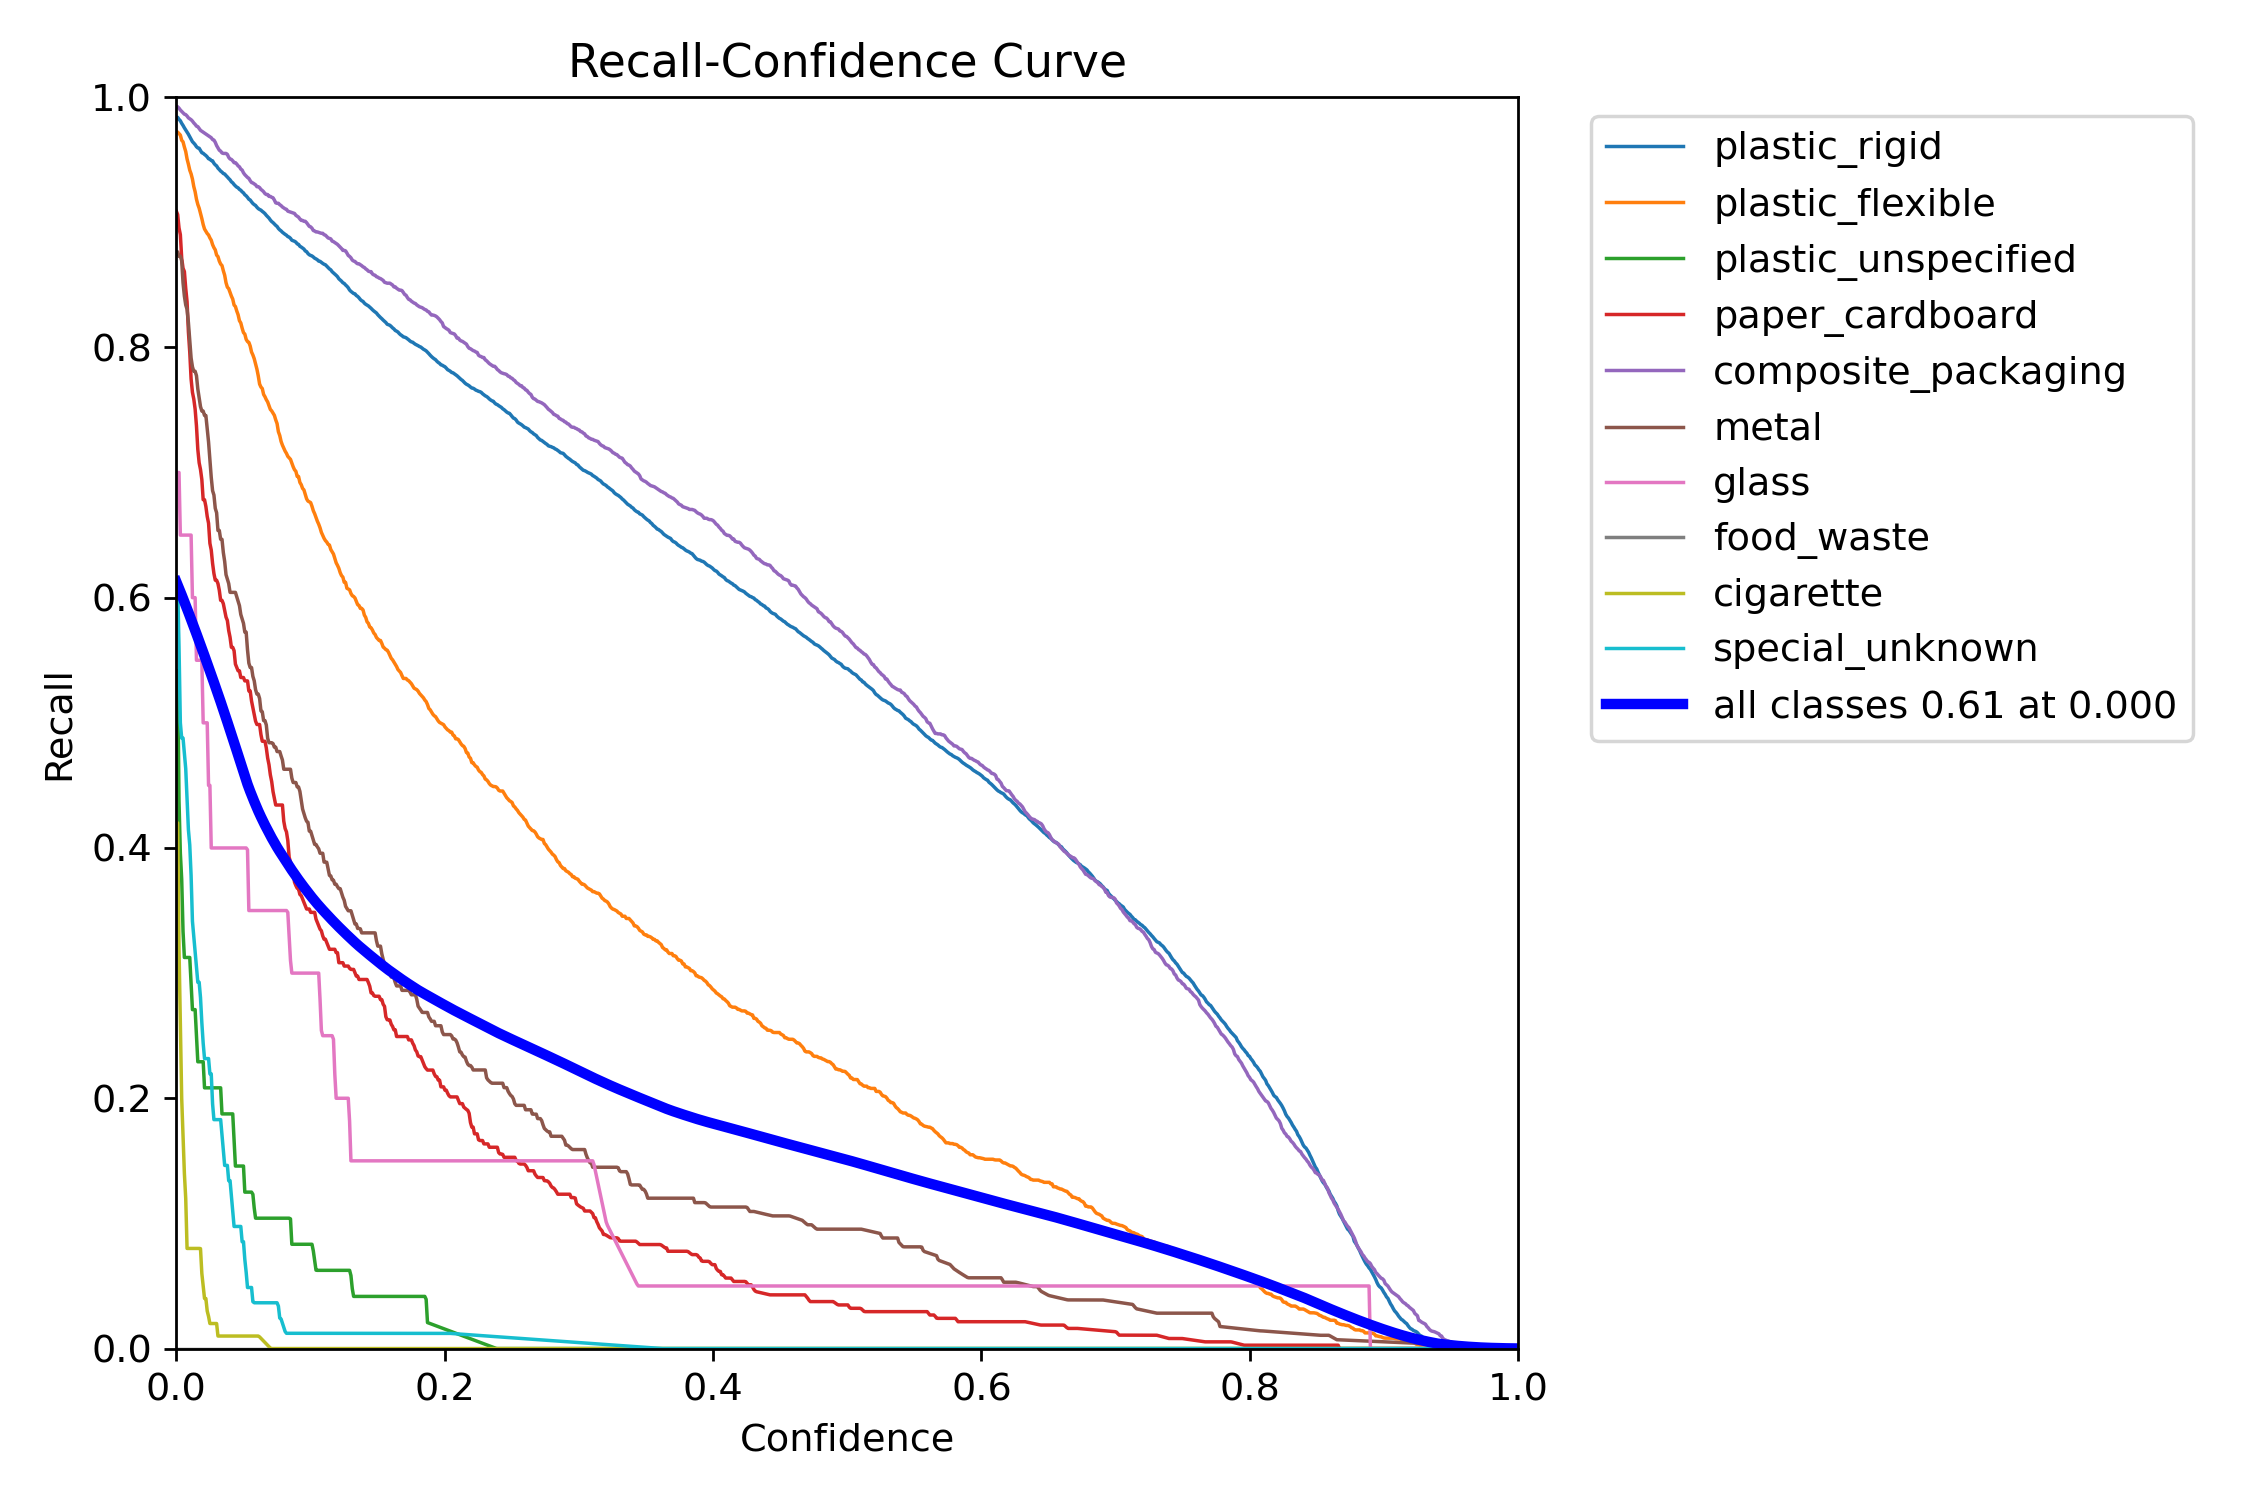 Recall-Confidence Curve
1.0
0.8
0.6
0.4
0.2
0.0
Recall
0.0 0.2 0.4 0.6 0.8 1.0
Confidence
plastic_rigid
plastic_flexible
plastic_unspecified
paper_cardboard
composite_packaging
metal
glass
food_waste
cigarette
special_unknown
all classes 0.61 at 0.000